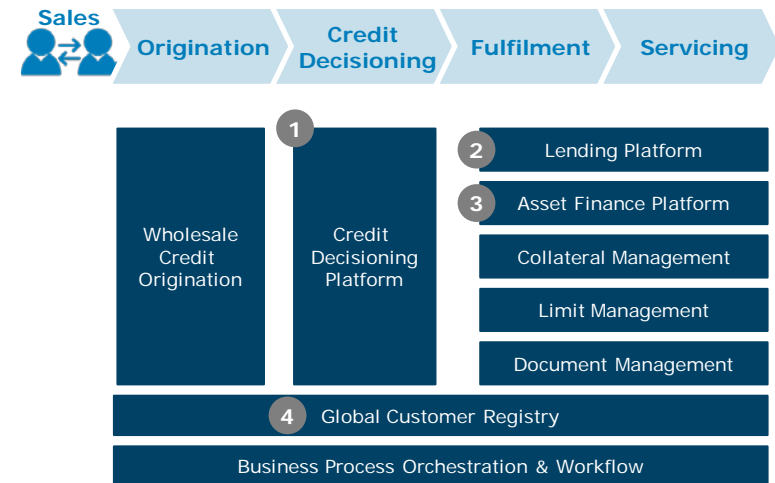 Sales
Origination
Credit
Decisioning
Fulfilment
Servicing
1
2
Lending Platform
3
Asset Finance Platform
Wholesale
Credit
Origination
Credit
Decisioning
Platform
Collateral Management
Limit Management
Document Management
4
Global Customer Registry
Business Process Orchestration & Workflow